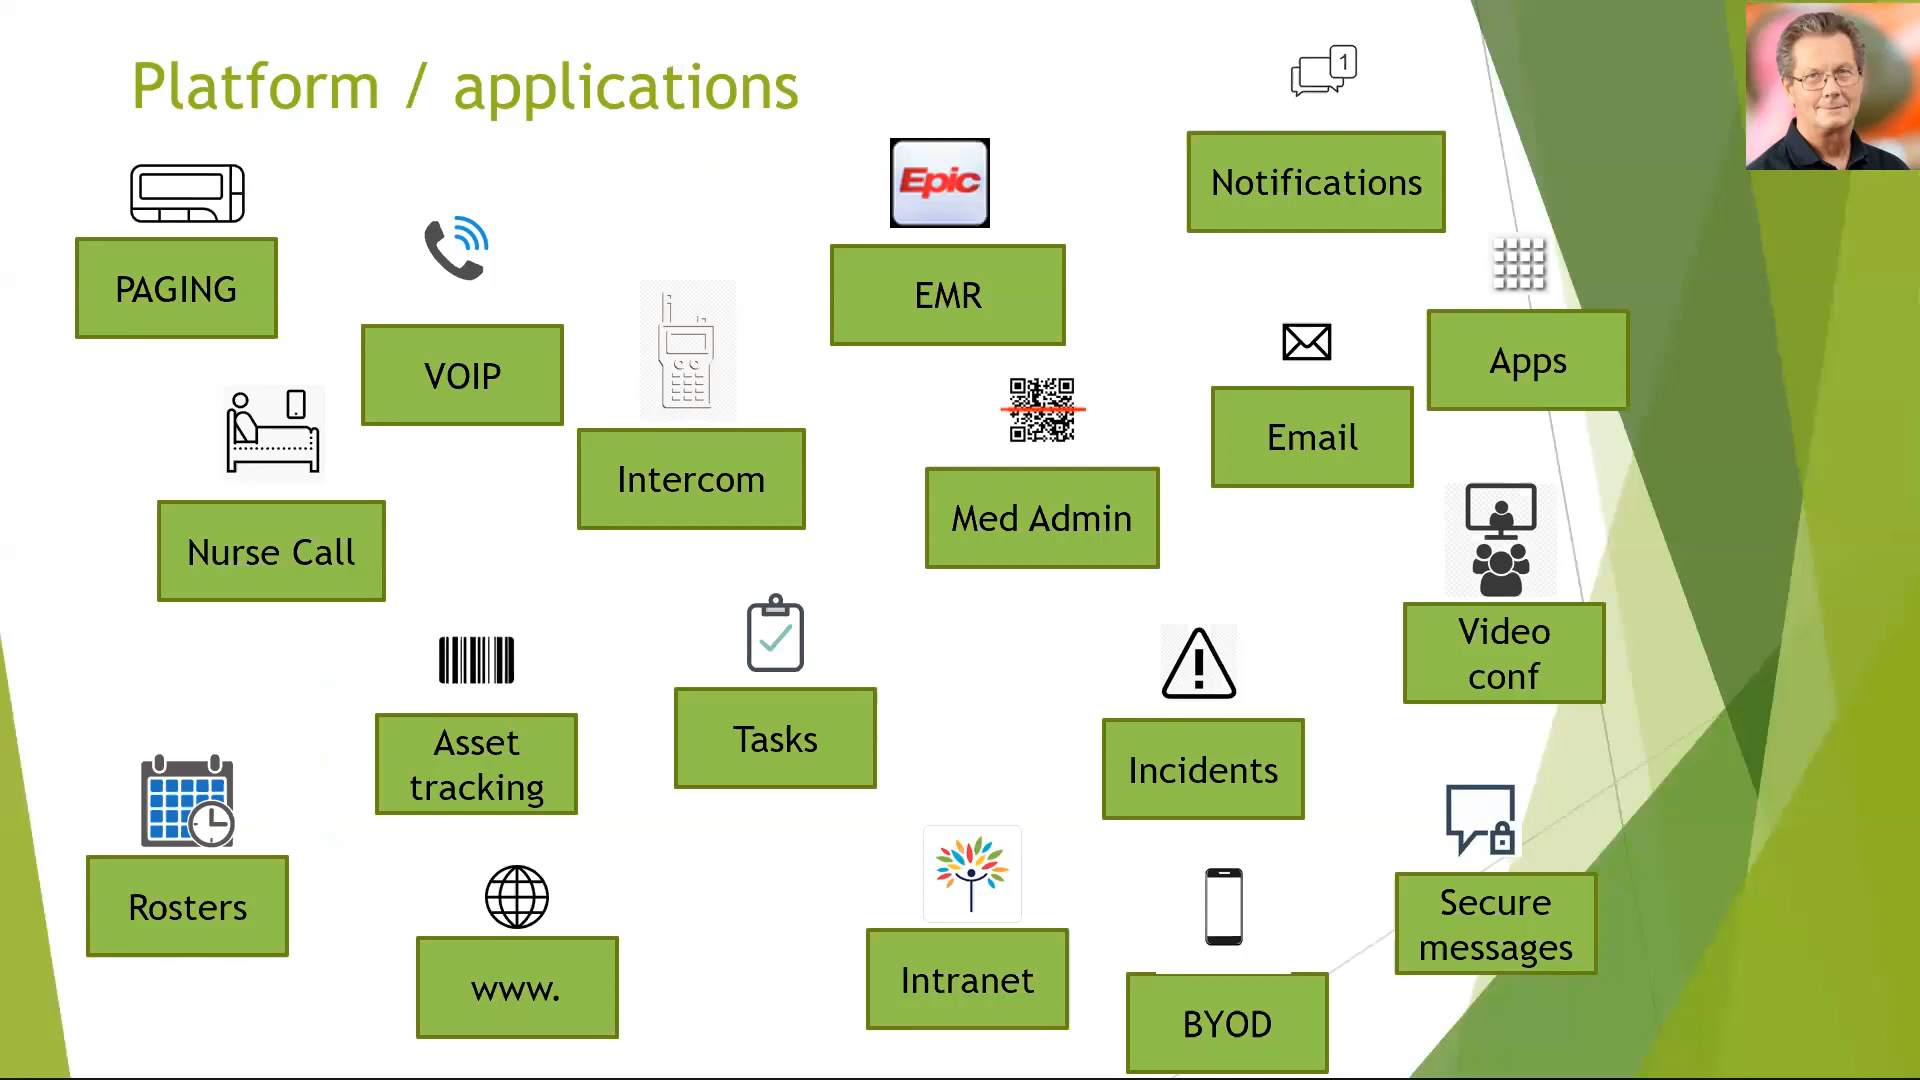 Platform / applications
1
Notifications
Epic
PAGING
EMR
VOIP
Apps
Email
Intercom
Med Admin
Nurse Call
Video
conf
Asset
tracking
Tasks
Incidents
Rosters
www.
Intranet
Secure
messages
BYOD